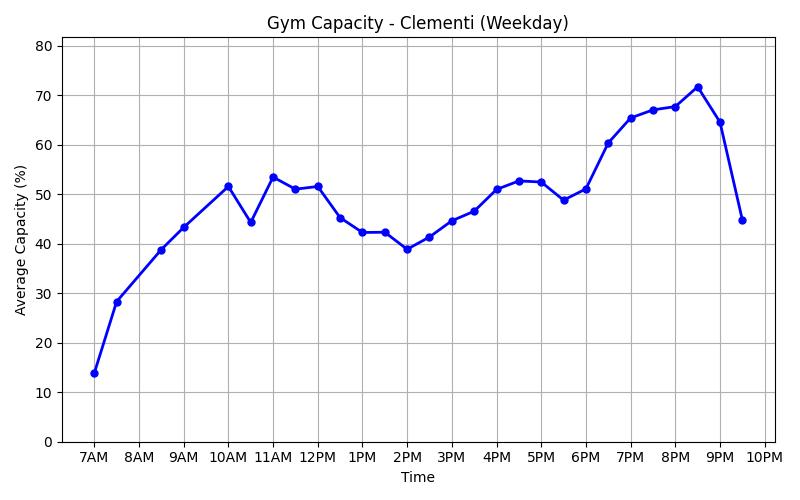 Gym Capacity - Clementi (Weekday)
Average Capacity (%)
80
70
60
50
40
30
20
10
0
7AM 8AM 9AM 10AM 11AM 12PM 1PM 2PM 3PM 4PM 5PM 6PM 7PM 8PM 9PM 10PM
Time